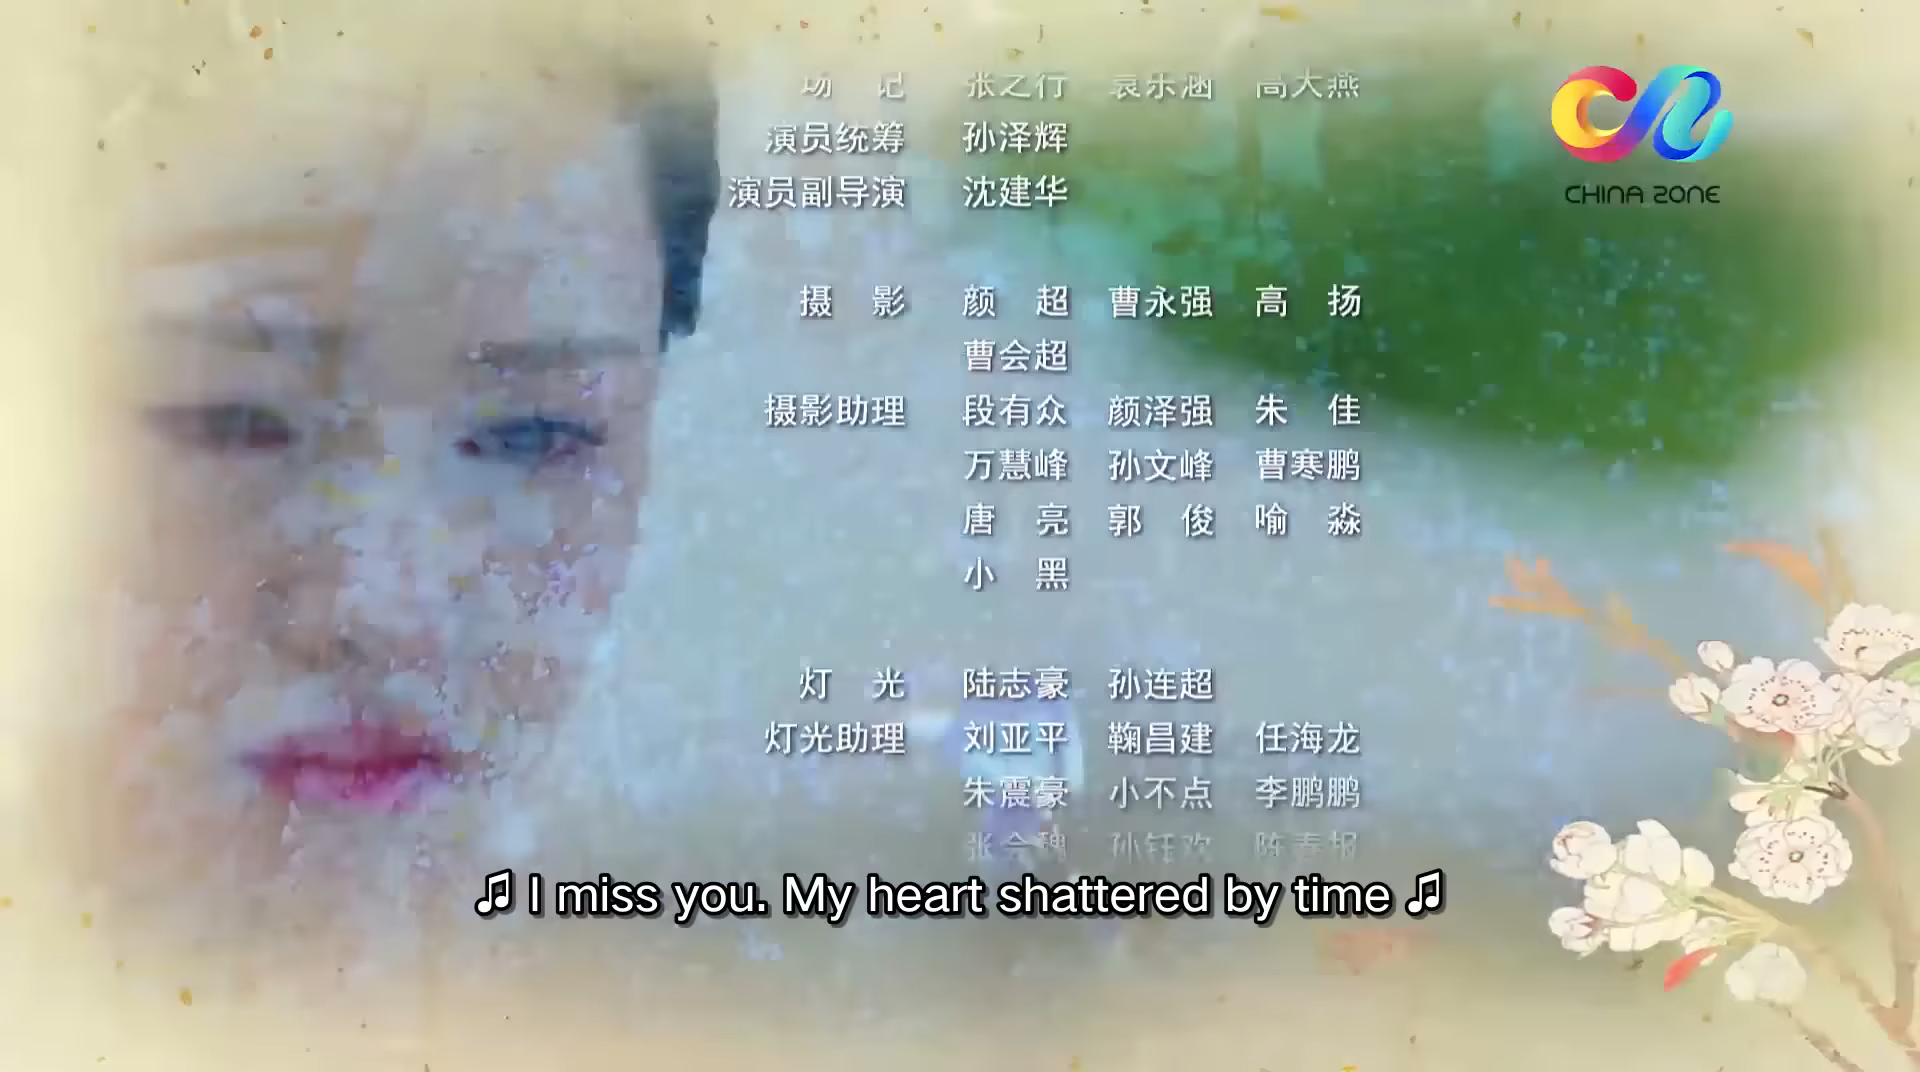 场 记 张之行 袁乐涵 高大燕
演员统筹 孙泽辉
演员副导演 沈建华
CHINA ZONE
摄 影 颜 超 曹永强 高 扬
曹会超
摄影助理 段有众 颜泽强 朱 佳
万慧峰 孙文峰 曹寒鹏
唐 亮 郭 俊 喻 淼
小 黑
灯 光 陆志豪 孙连超
灯光助理 刘亚平 鞠昌建 任海龙
朱震豪 小不点 李鹏鹏
♫ I miss you. My heart shattered by time ♫